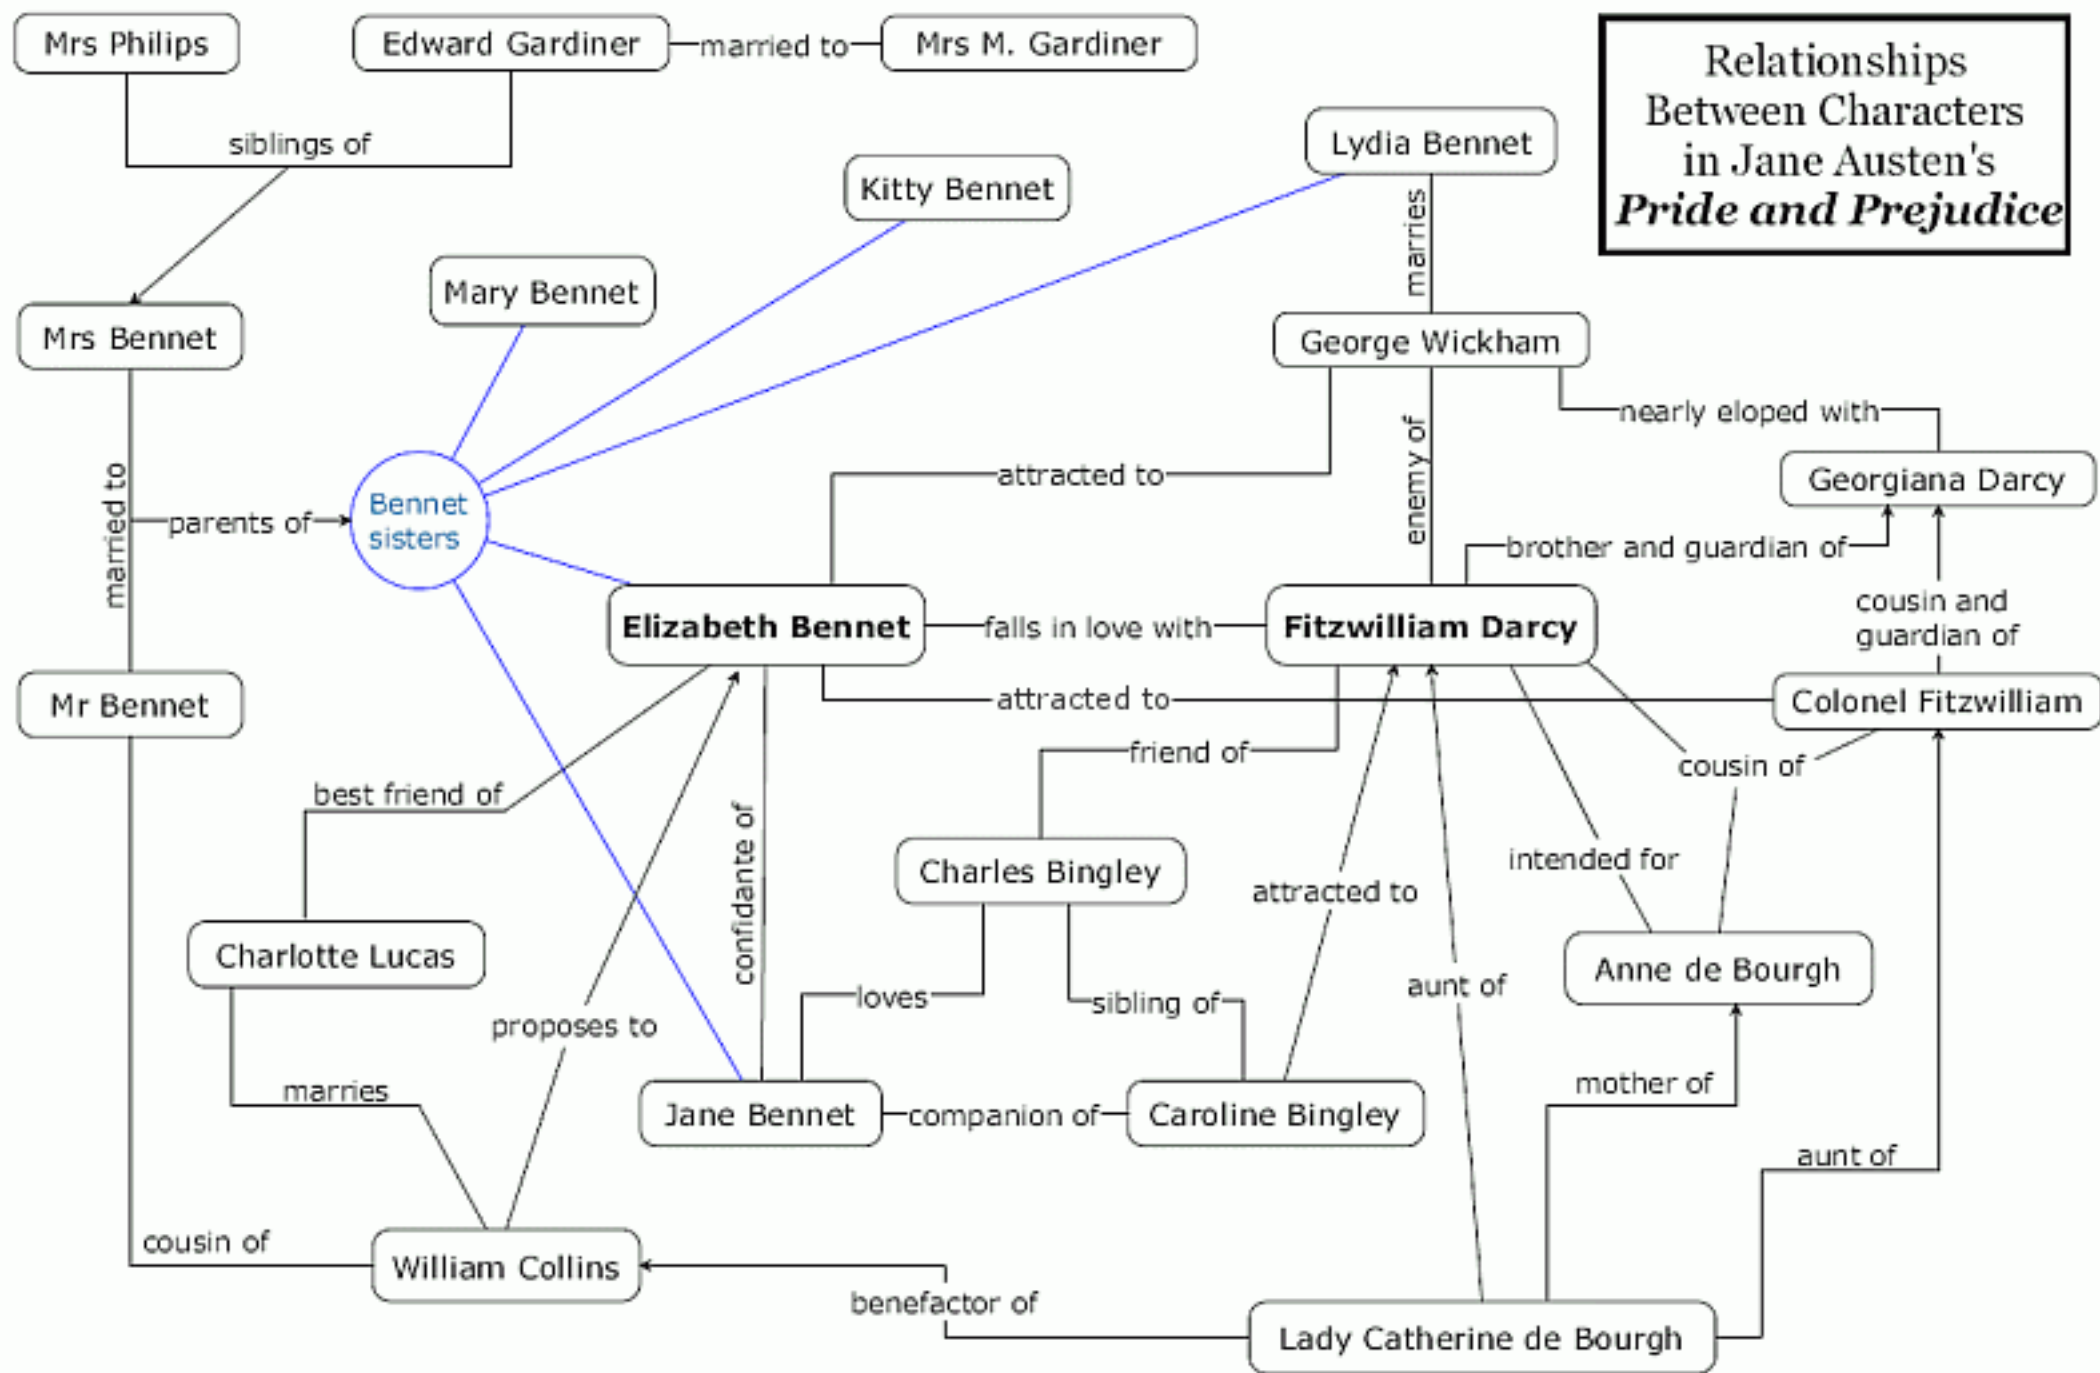 Mrs Philips
Edward Gardiner
married to
Mrs M. Gardiner
Relationships
Between Characters
in Jane Austen's
Pride and Prejudice
siblings of
Lydia Bennet
Kitty Bennet
marries
Mary Bennet
Mrs Bennet
George Wickham
nearly eloped with
married to
parents of
Bennet
sisters
attracted to
enemy of
Georgiana Darcy
brother and guardian of
cousin and
guardian of
Elizabeth Bennet
falls in love with
Fitzwilliam Darcy
Mr Bennet
attracted to
Colonel Fitzwilliam
friend of
cousin of
best friend of
confidante of
Charles Bingley
intended for
attracted to
Charlotte Lucas
Anne de Bourgh
aunt of
loves
sibling of
proposes to
marries
mother of
Jane Bennet
companion of
Caroline Bingley
aunt of
cousin of
William Collins
benefactor of
Lady Catherine de Bourgh